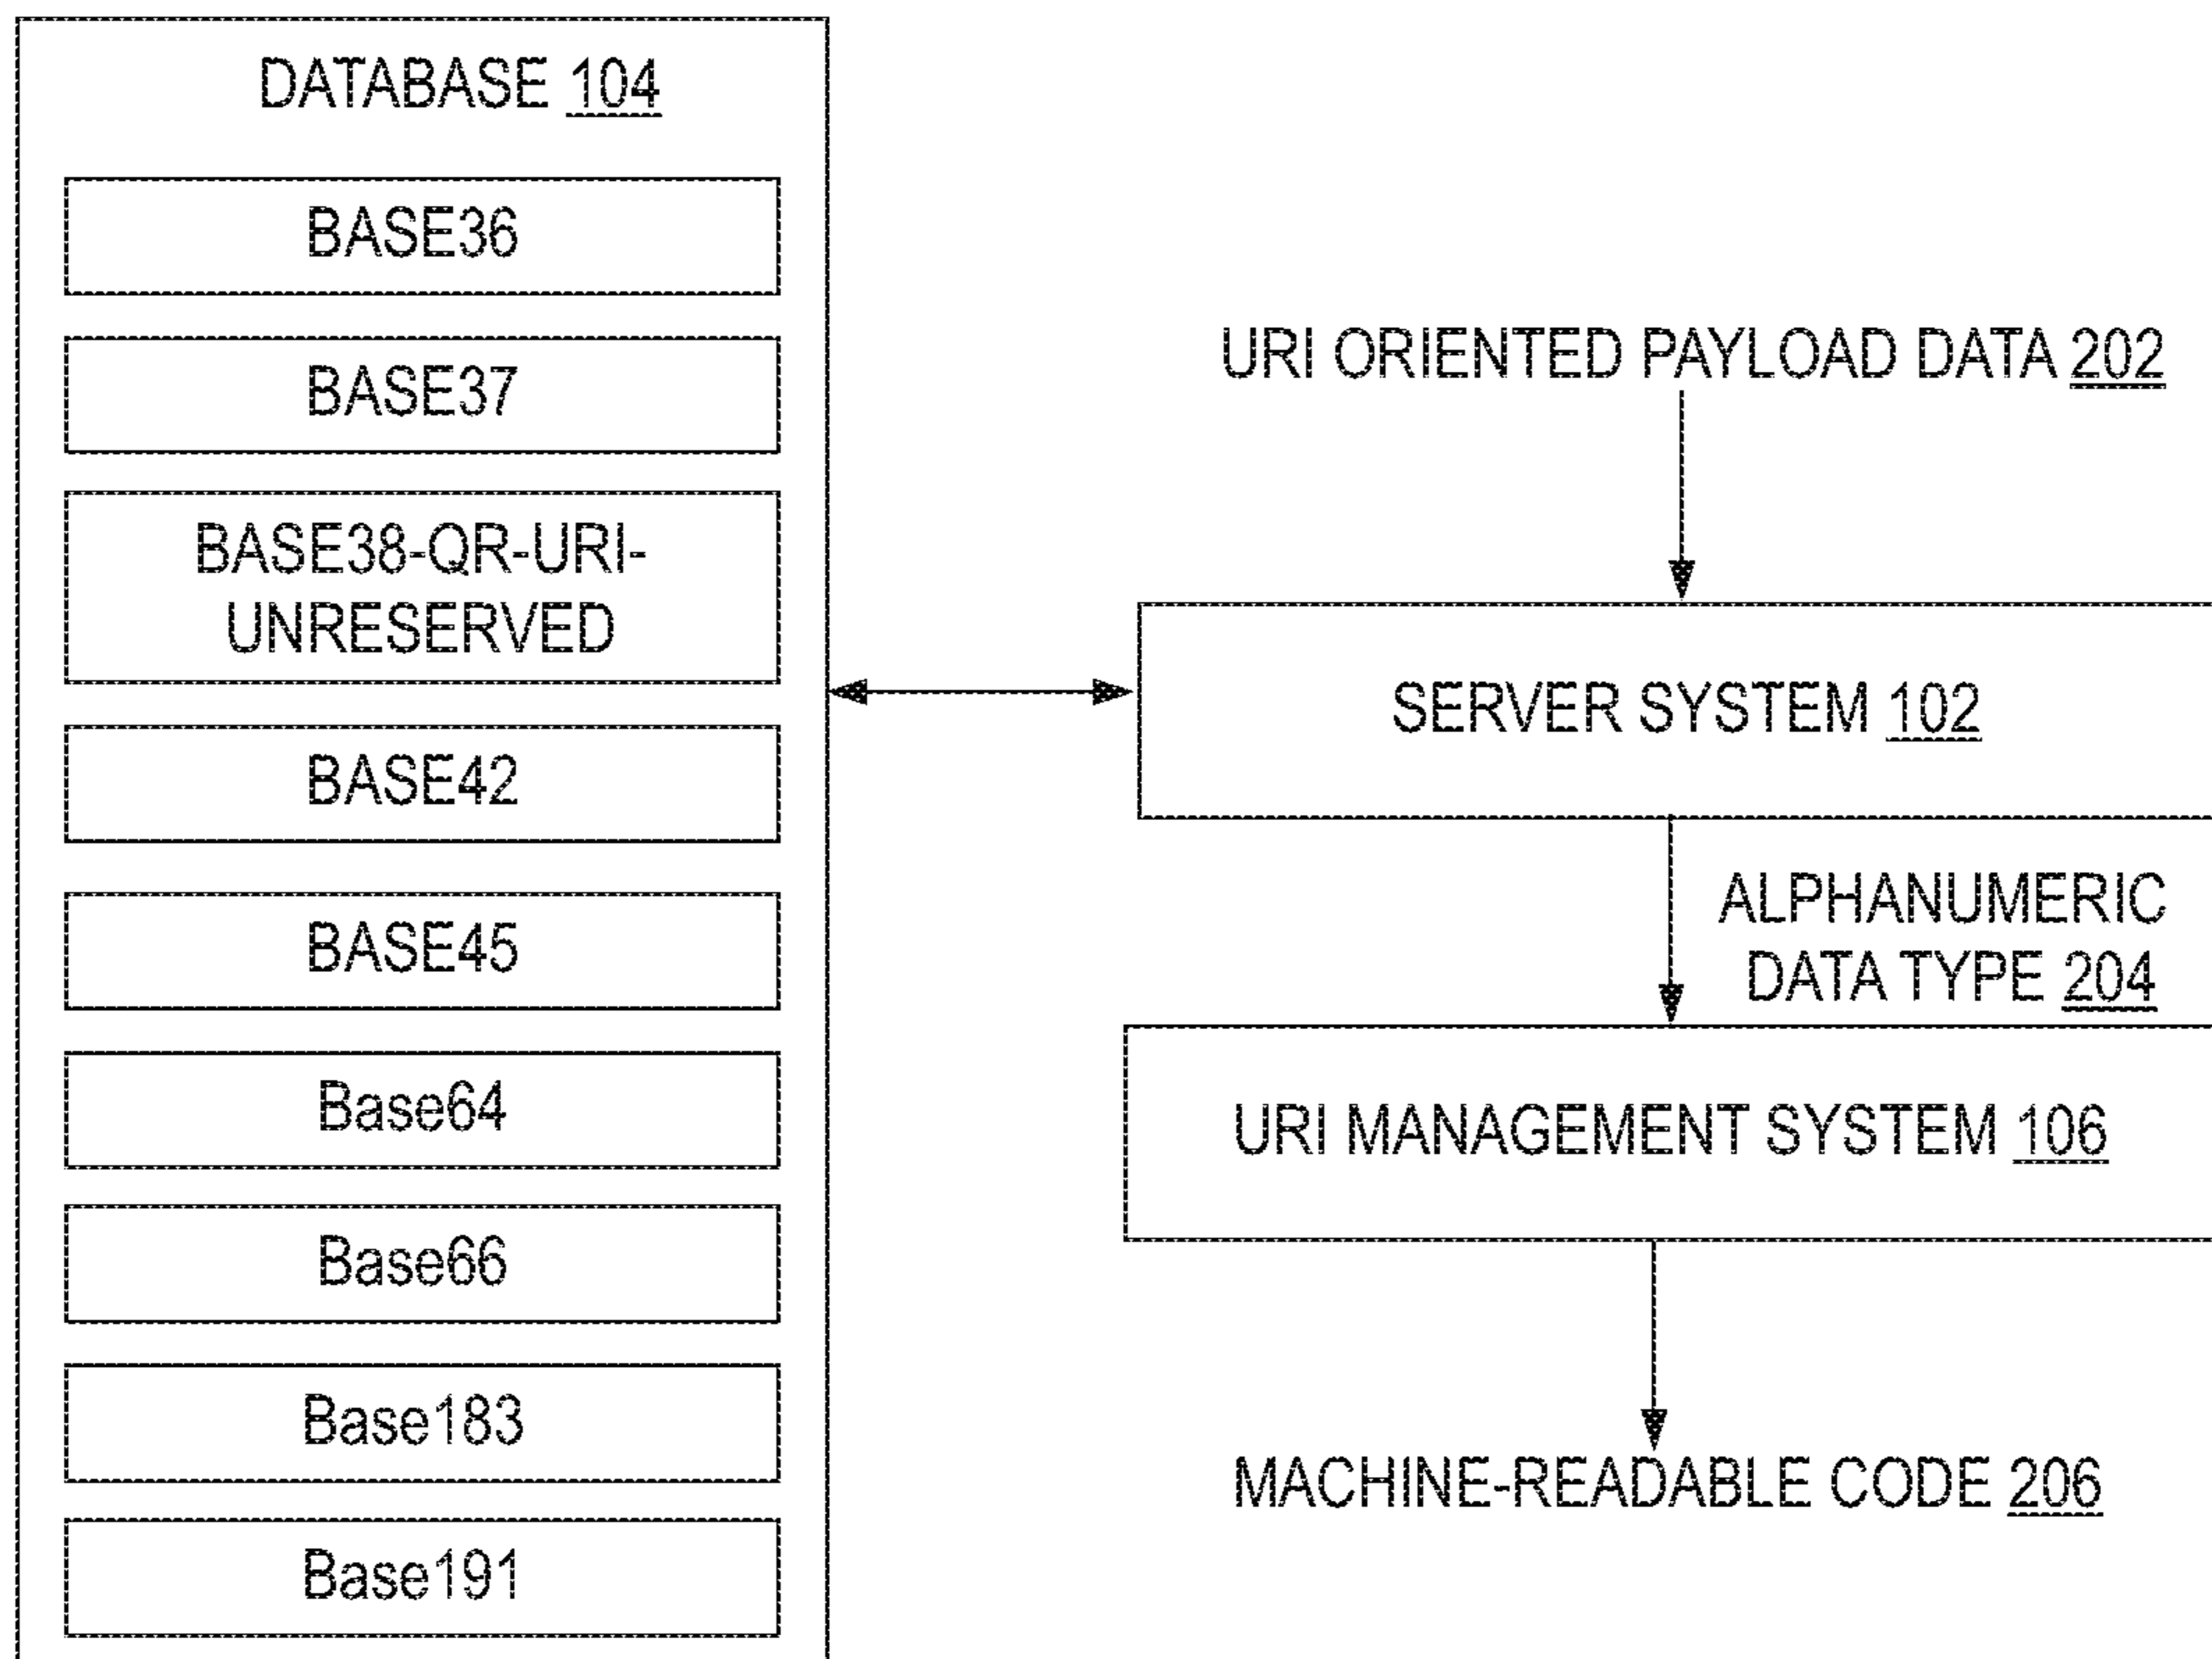 DATABASE 104
BASE36
BASE37
BASE38-QR-URI-
UNRESERVED
BASE42
BASE45
Base64
Base66
Base183
Base191
URI ORIENTED PAYLOAD DATA 202
SERVER SYSTEM 102
ALPHANUMERIC
DATA TYPE 204
URI MANAGEMENT SYSTEM 106
MACHINE-READABLE CODE 206